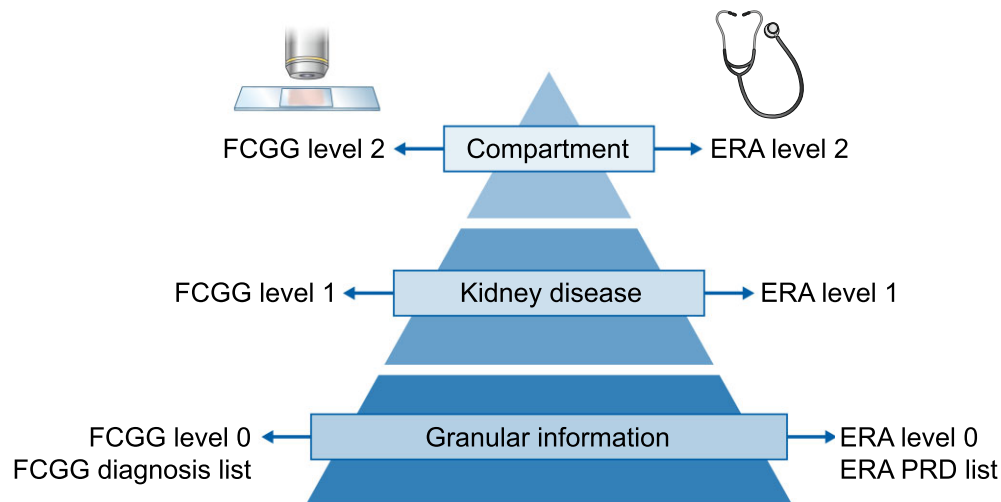 FCGG level 2
Compartment
ERA level 2
FCGG level 1
Kidney disease
ERA level 1
FCGG level 0
FCGG diagnosis list
Granular information
ERA level 0
ERA PRD list